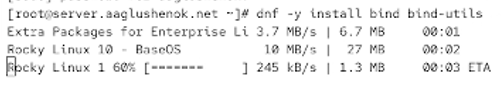 [root@server.aaglushenok.net ~]# dnf -y install bind bind-utils
Extra Packages for Enterprise Li 3.7 MB/s | 6.7 MB 00:01
Rocky Linux 10 - BaseOS 10 MB/s | 27 MB 00:02
Rocky Linux 1 60% [------- ] 245 kB/s | 1.3 MB 00:03 ETA